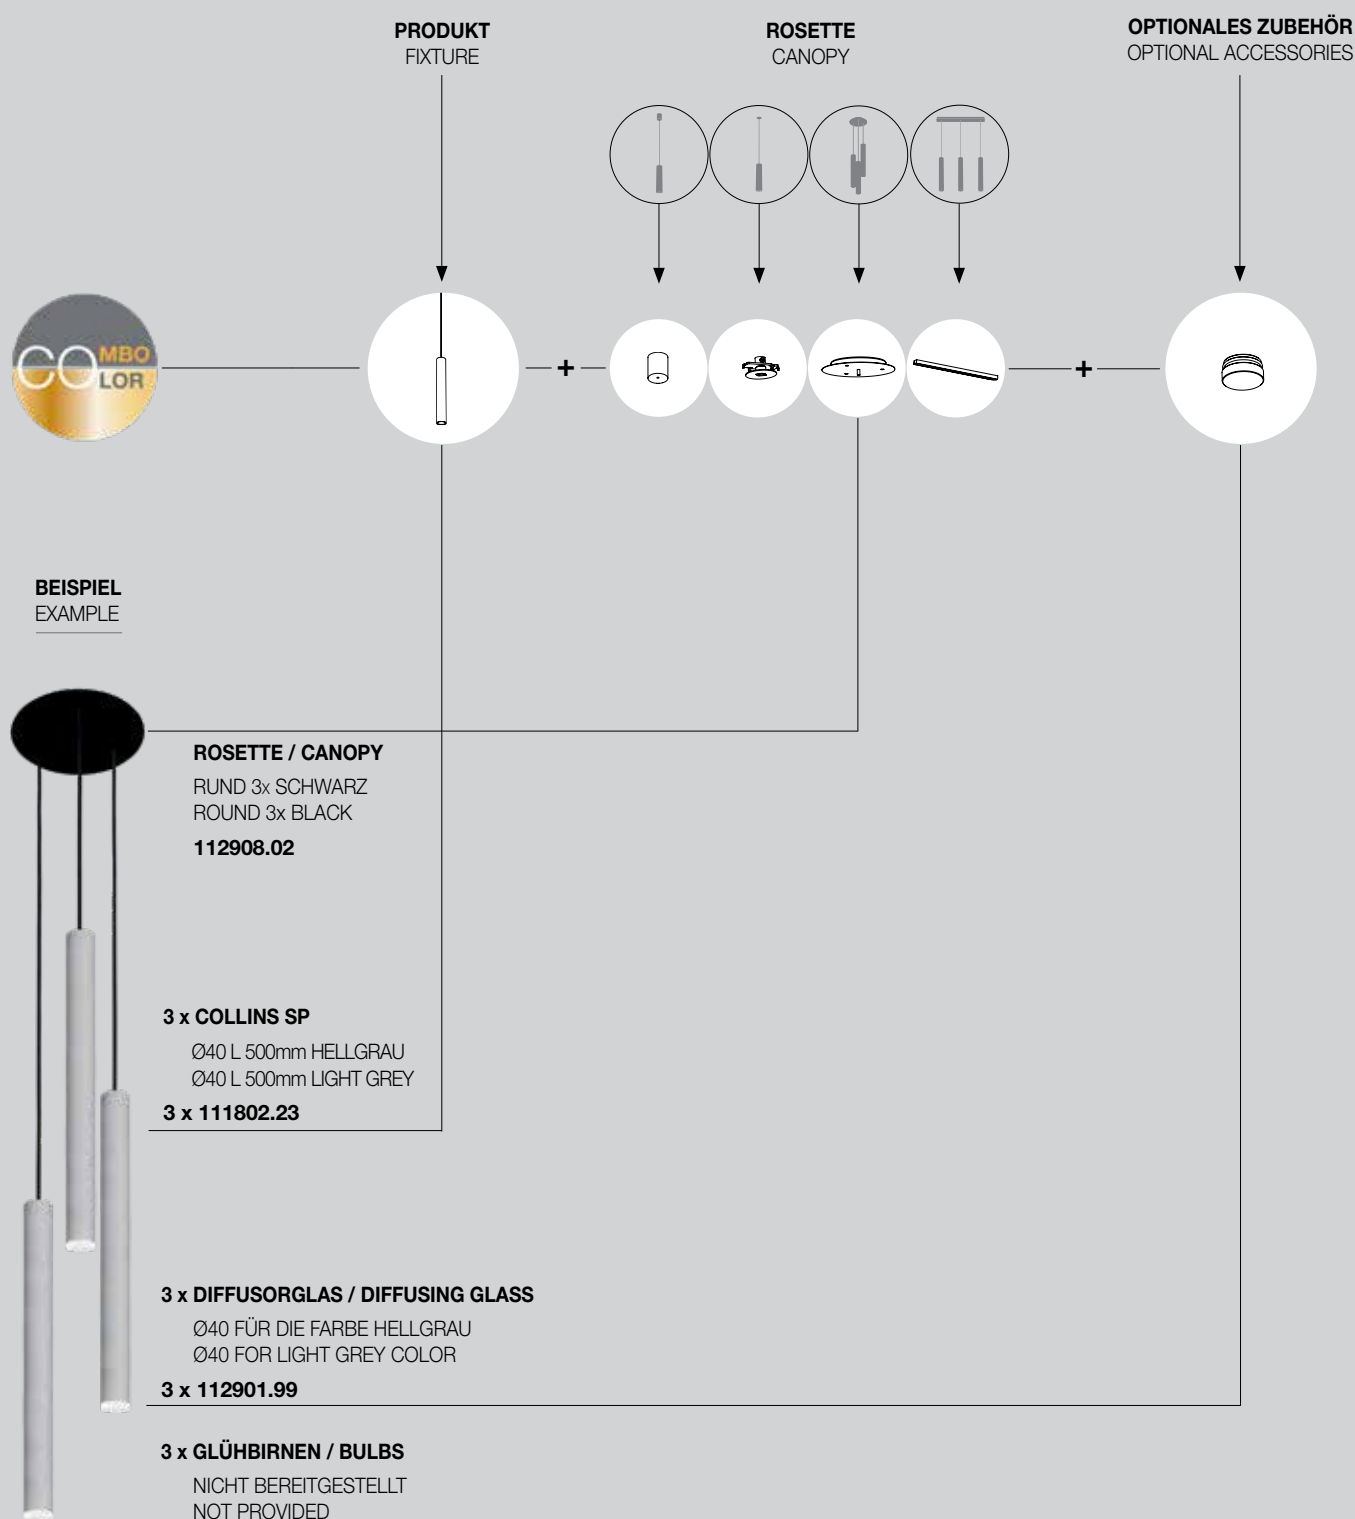 PRODUKT
FIXTURE
ROSETTE
CANOPY
OPTIONALES ZUBEHÖR
OPTIONAL ACCESSORIES
COMBO
COLOR
+
+
BEISPIEL
EXAMPLE
ROSETTE / CANOPY
RUND 3x SCHWARZ
ROUND 3x BLACK
112908.02
3 x COLLINS SP
Ø40 L 500mm HELLGRAU
Ø40 L 500mm LIGHT GREY
3 x 111802.23
3 x DIFFUSORGLAS / DIFFUSING GLASS
Ø40 FÜR DIE FARBE HELLGRAU
Ø40 FOR LIGHT GREY COLOR
3 x 112901.99
3 x GLÜHBIRNEN / BULBS
NICHT BEREITGESTELLT
NOT PROVIDED